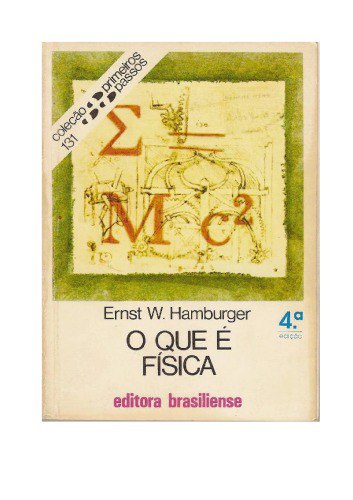 coleção primeiros
131 passos
Σ =
M c²
Ernst W. Hamburger
4.ª
edição
O QUE É
FÍSICA
editora brasiliense